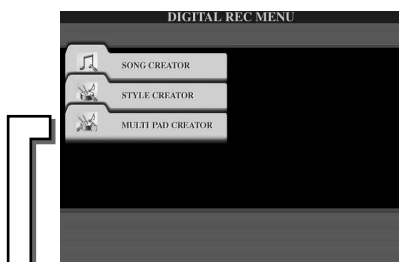 DIGITAL REC MENU
SONG CREATOR
STYLE CREATOR
MULTI PAD CREATOR